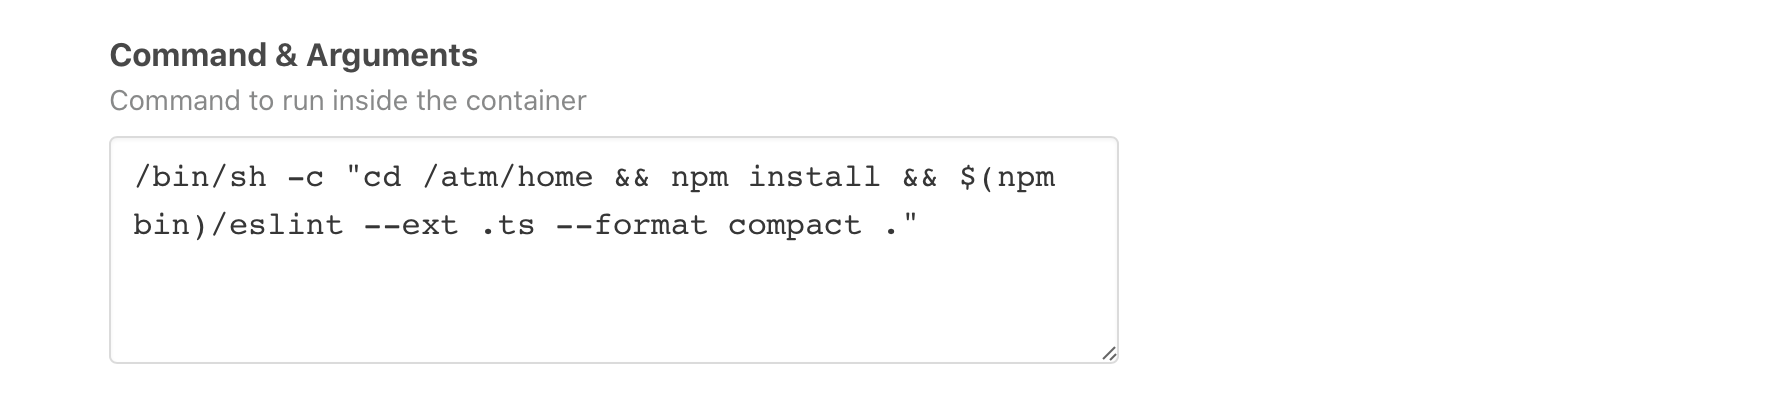 Command & Arguments
Command to run inside the container
/bin/sh -c "cd /atm/home && npm install && $(npm
bin)/eslint --ext .ts --format compact ."